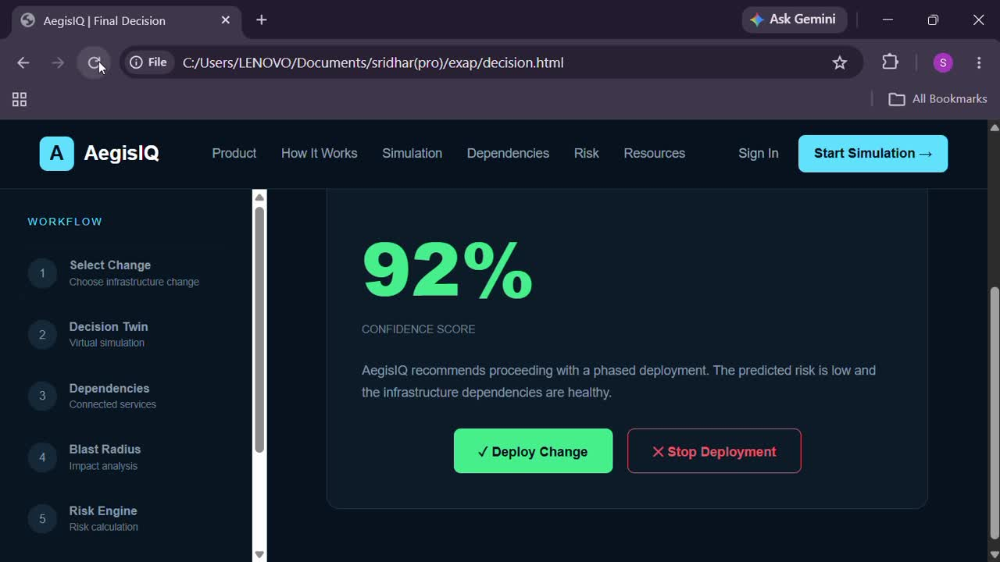 AegisIQ | Final Decision
Ask Gemini
File
C:/Users/LENOVO/Documents/sridhar(pro)/exap/decision.html
S
All Bookmarks
A AegisIQ
Product
How It Works
Simulation
Dependencies
Risk
Resources
Sign In
Start Simulation →
WORKFLOW
1
Select Change
Choose infrastructure change
2
Decision Twin
Virtual simulation
3
Dependencies
Connected services
4
Blast Radius
Impact analysis
5
Risk Engine
Risk calculation
92%
CONFIDENCE SCORE
AegisIQ recommends proceeding with a phased deployment. The predicted risk is low and
the infrastructure dependencies are healthy.
✓ Deploy Change
✕ Stop Deployment